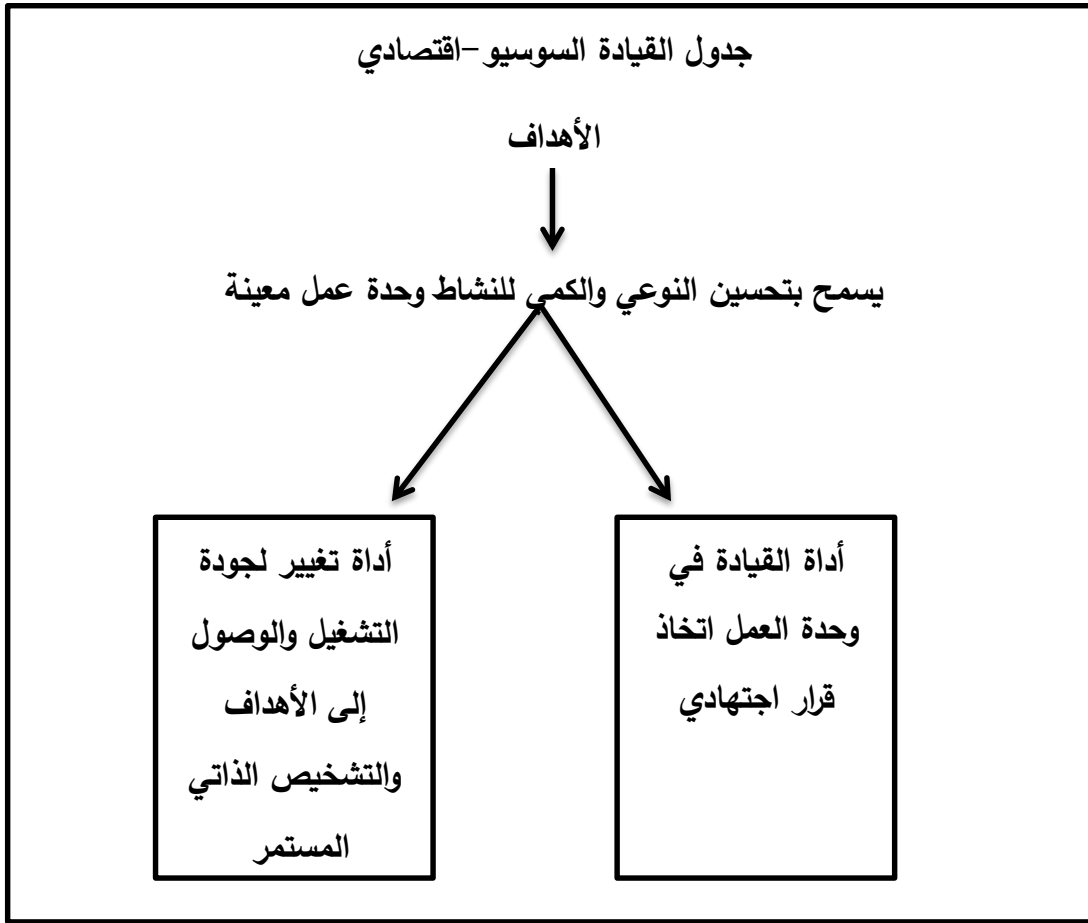 جدول القيادة السوسيو-اقتصادي
الأهداف
يسمح بتحسين النوعي والكمي للنشاط وحدة عمل معينة
أداة القيادة في
وحدة العمل اتخاذ
قرار اجتهادي
أداة تغيير لجودة
التشغيل والوصول
إلى الأهداف
والتشخيص الذاتي
المستمر